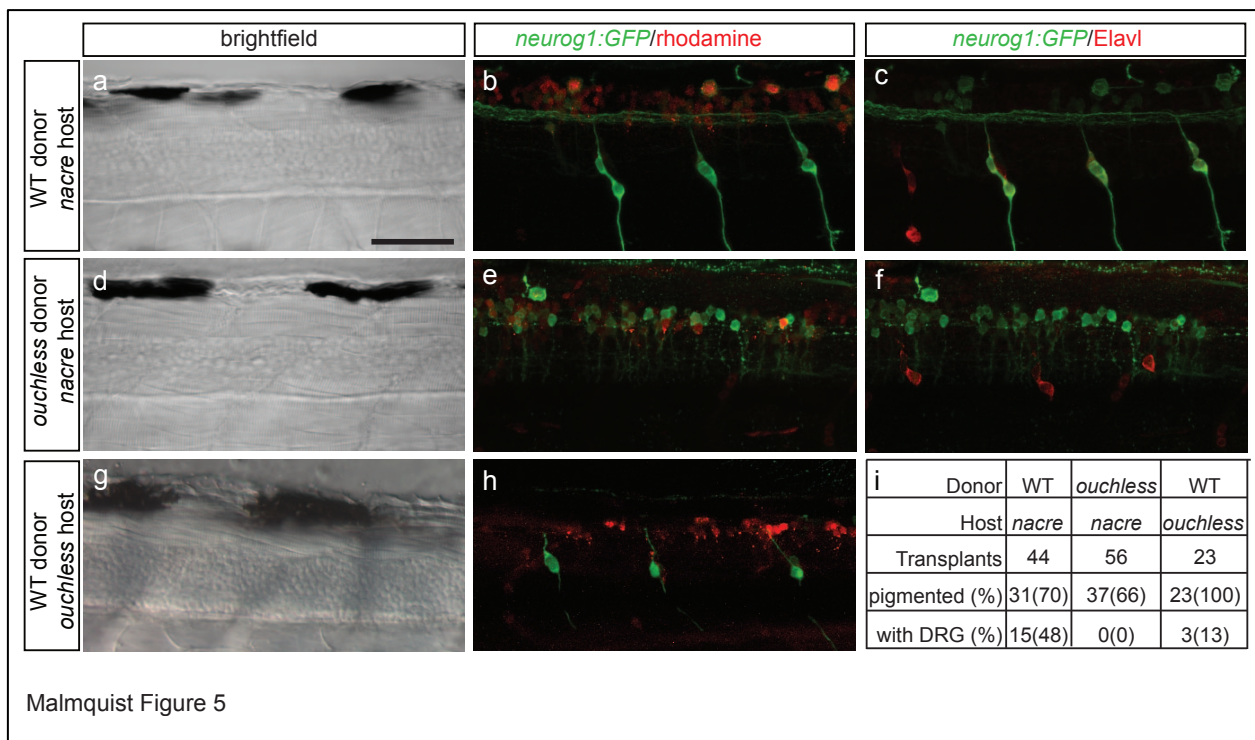 brightfield
neurog1:GFP/rhodamine
neurog1:GFP/Elavl
WT donor
nacre host
a
b
c
ouchless donor
nacre host
d
e
f
WT donor
ouchless host
g
h
i
Donor WT ouchless WT
Host nacre nacre ouchless
Transplants 44 56 23
pigmented (%) 31(70) 37(66) 23(100)
with DRG (%) 15(48) 0(0) 3(13)
Malmquist Figure 5